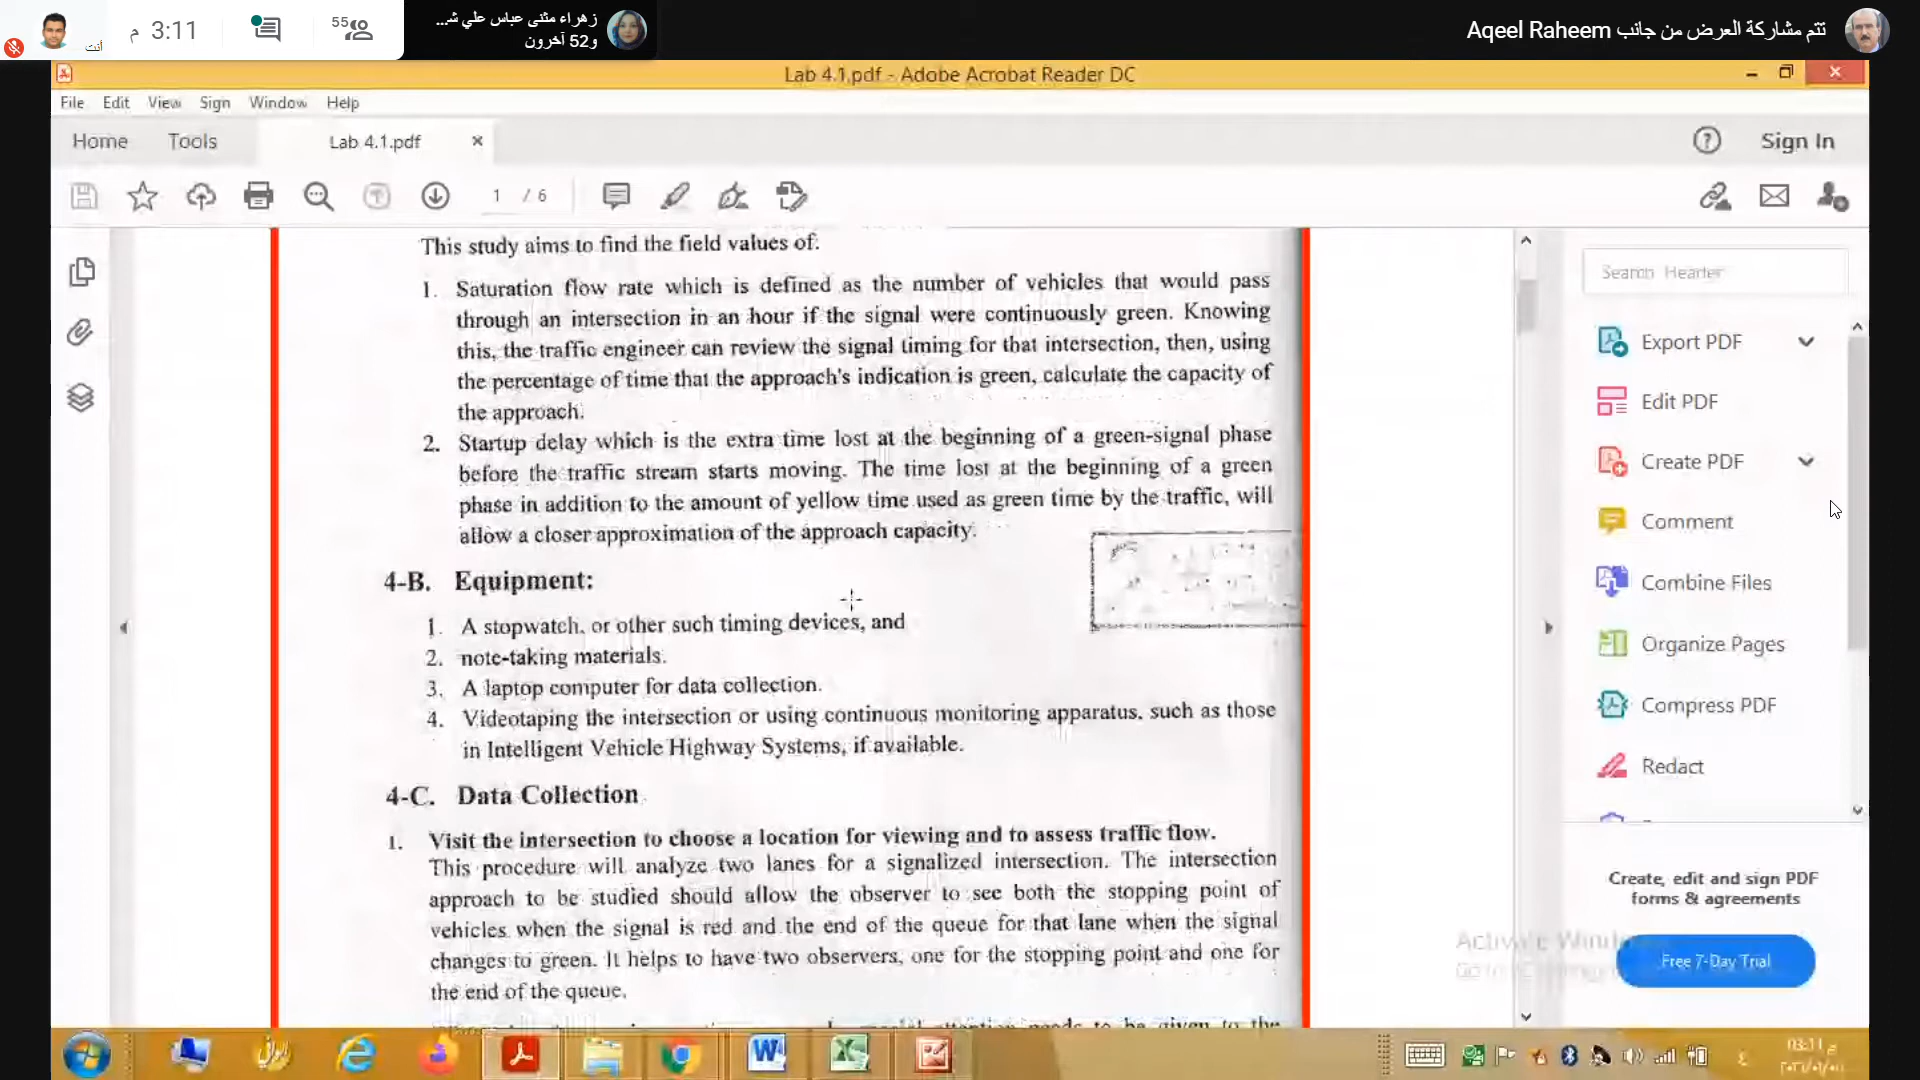 أنت
3:11 م
55
زهراء مثنى عباس علي شـ...
و52 آخرون
تتم مشاركة العرض من جانب Aqeel Raheem
Lab 4.1.pdf - Adobe Acrobat Reader DC
File Edit View Sign Window Help
Home Tools Lab 4.1.pdf Sign In
1 / 6
This study aims to find the field values of:
1. Saturation flow rate which is defined as the number of vehicles that would pass
through an intersection in an hour if the signal were continuously green. Knowing
this, the traffic engineer can review the signal timing for that intersection, then, using
the percentage of time that the approach's indication is green, calculate the capacity of
the approach.
2. Startup delay which is the extra time lost at the beginning of a green-signal phase
before the traffic stream starts moving. The time lost at the beginning of a green
phase in addition to the amount of yellow time used as green time by the traffic, will
allow a closer approximation of the approach capacity.
4-B. Equipment:
1. A stopwatch, or other such timing devices, and
2. note-taking materials.
3. A laptop computer for data collection.
4. Videotaping the intersection or using continuous monitoring apparatus, such as those
in Intelligent Vehicle Highway Systems, if available.
4-C. Data Collection
1. Visit the intersection to choose a location for viewing and to assess traffic flow.
This procedure will analyze two lanes for a signalized intersection. The intersection
approach to be studied should allow the observer to see both the stopping point of
vehicles when the signal is red and the end of the queue for that lane when the signal
changes to green. It helps to have two observers, one for the stopping point and one for
the end of the queue.
Search Header
Export PDF
Edit PDF
Create PDF
Comment
Combine Files
Organize Pages
Compress PDF
Redact
Create, edit and sign PDF
forms & agreements
Free 7-Day Trial
Activate Windows
03:11 م